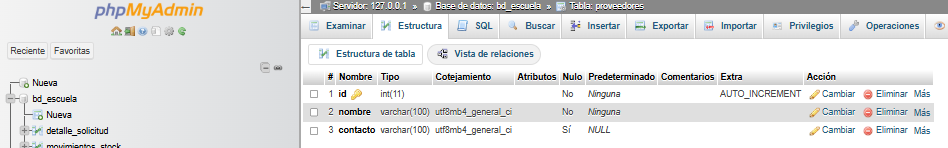 phpMyAdmin
Reciente Favoritas
Nueva
bd_escuela
Nueva
detalle_solicitud
movimientos_stock
Servidor: 127.0.0.1 » Base de datos: bd_escuela » Tabla: proveedores
Examinar Estructura SQL Buscar Insertar Exportar Importar Privilegios Operaciones
Estructura de tabla Vista de relaciones
# Nombre Tipo Cotejamiento Atributos Nulo Predeterminado Comentarios Extra Acción
1 id int(11) No Ninguna AUTO_INCREMENT Cambiar Eliminar Más
2 nombre varchar(100) utf8mb4_general_ci No Ninguna Cambiar Eliminar Más
3 contacto varchar(100) utf8mb4_general_ci Sí NULL Cambiar Eliminar Más